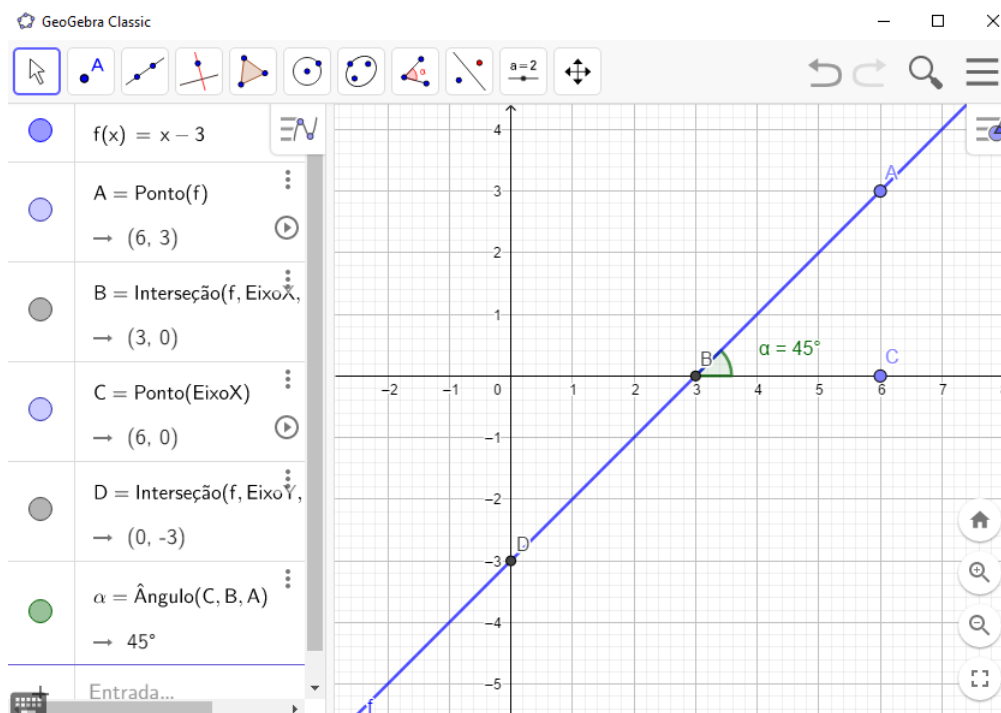 GeoGebra Classic
A
a=2
α
f(x) = x − 3
A = Ponto(f)
→ (6, 3)
B = Interseção(f, EixoX,
→ (3, 0)
C = Ponto(EixoX)
→ (6, 0)
D = Interseção(f, EixoY,
→ (0, -3)
α = Ângulo(C, B, A)
→ 45°
Entrada...
4
A
3
2
1
B
α = 45°
C
−2 −1 0 1 2 3 4 5 6 7
−1
−2
D
−3
−4
−5
f